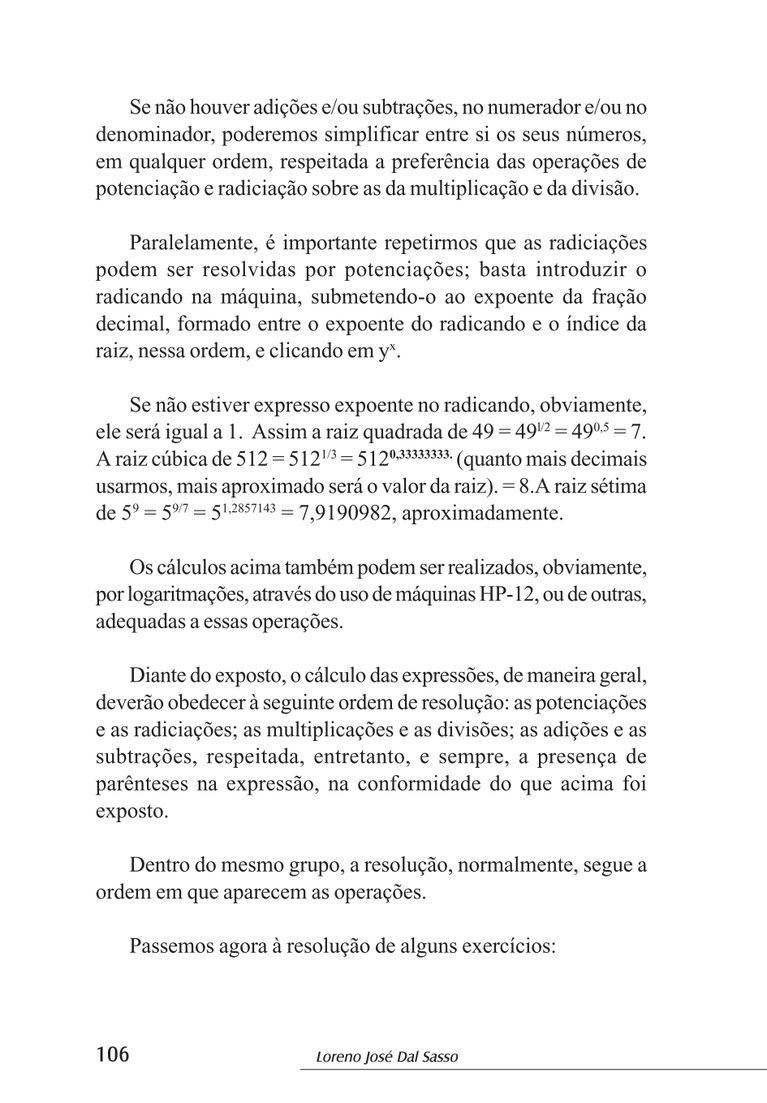 Se não houver adições e/ou subtrações, no numerador e/ou no
denominador, poderemos simplificar entre si os seus números,
em qualquer ordem, respeitada a preferência das operações de
potenciação e radiciação sobre as da multiplicação e da divisão.
Paralelamente, é importante repetirmos que as radiciações
podem ser resolvidas por potenciações; basta introduzir o
radicando na máquina, submetendo-o ao expoente da fração
decimal, formado entre o expoente do radicando e o índice da
raiz, nessa ordem, e clicando em yˣ.
Se não estiver expresso expoente no radicando, obviamente,
ele será igual a 1. Assim a raiz quadrada de 49 = 49^1/2 = 49^0,5 = 7.
A raiz cúbica de 512 = 512^1/3 = 512^0,33333333. (quanto mais decimais
usarmos, mais aproximado será o valor da raiz). = 8.A raiz sétima
de 5^9 = 5^9/7 = 5^1,2857143 = 7,9190982, aproximadamente.
Os cálculos acima também podem ser realizados, obviamente,
por logaritmações, através do uso de máquinas HP-12, ou de outras,
adequadas a essas operações.
Diante do exposto, o cálculo das expressões, de maneira geral,
deverão obedecer à seguinte ordem de resolução: as potenciações
e as radiciações; as multiplicações e as divisões; as adições e as
subtrações, respeitada, entretanto, e sempre, a presença de
parênteses na expressão, na conformidade do que acima foi
exposto.
Dentro do mesmo grupo, a resolução, normalmente, segue a
ordem em que aparecem as operações.
Passemos agora à resolução de alguns exercícios:
106 Loreno José Dal Sasso